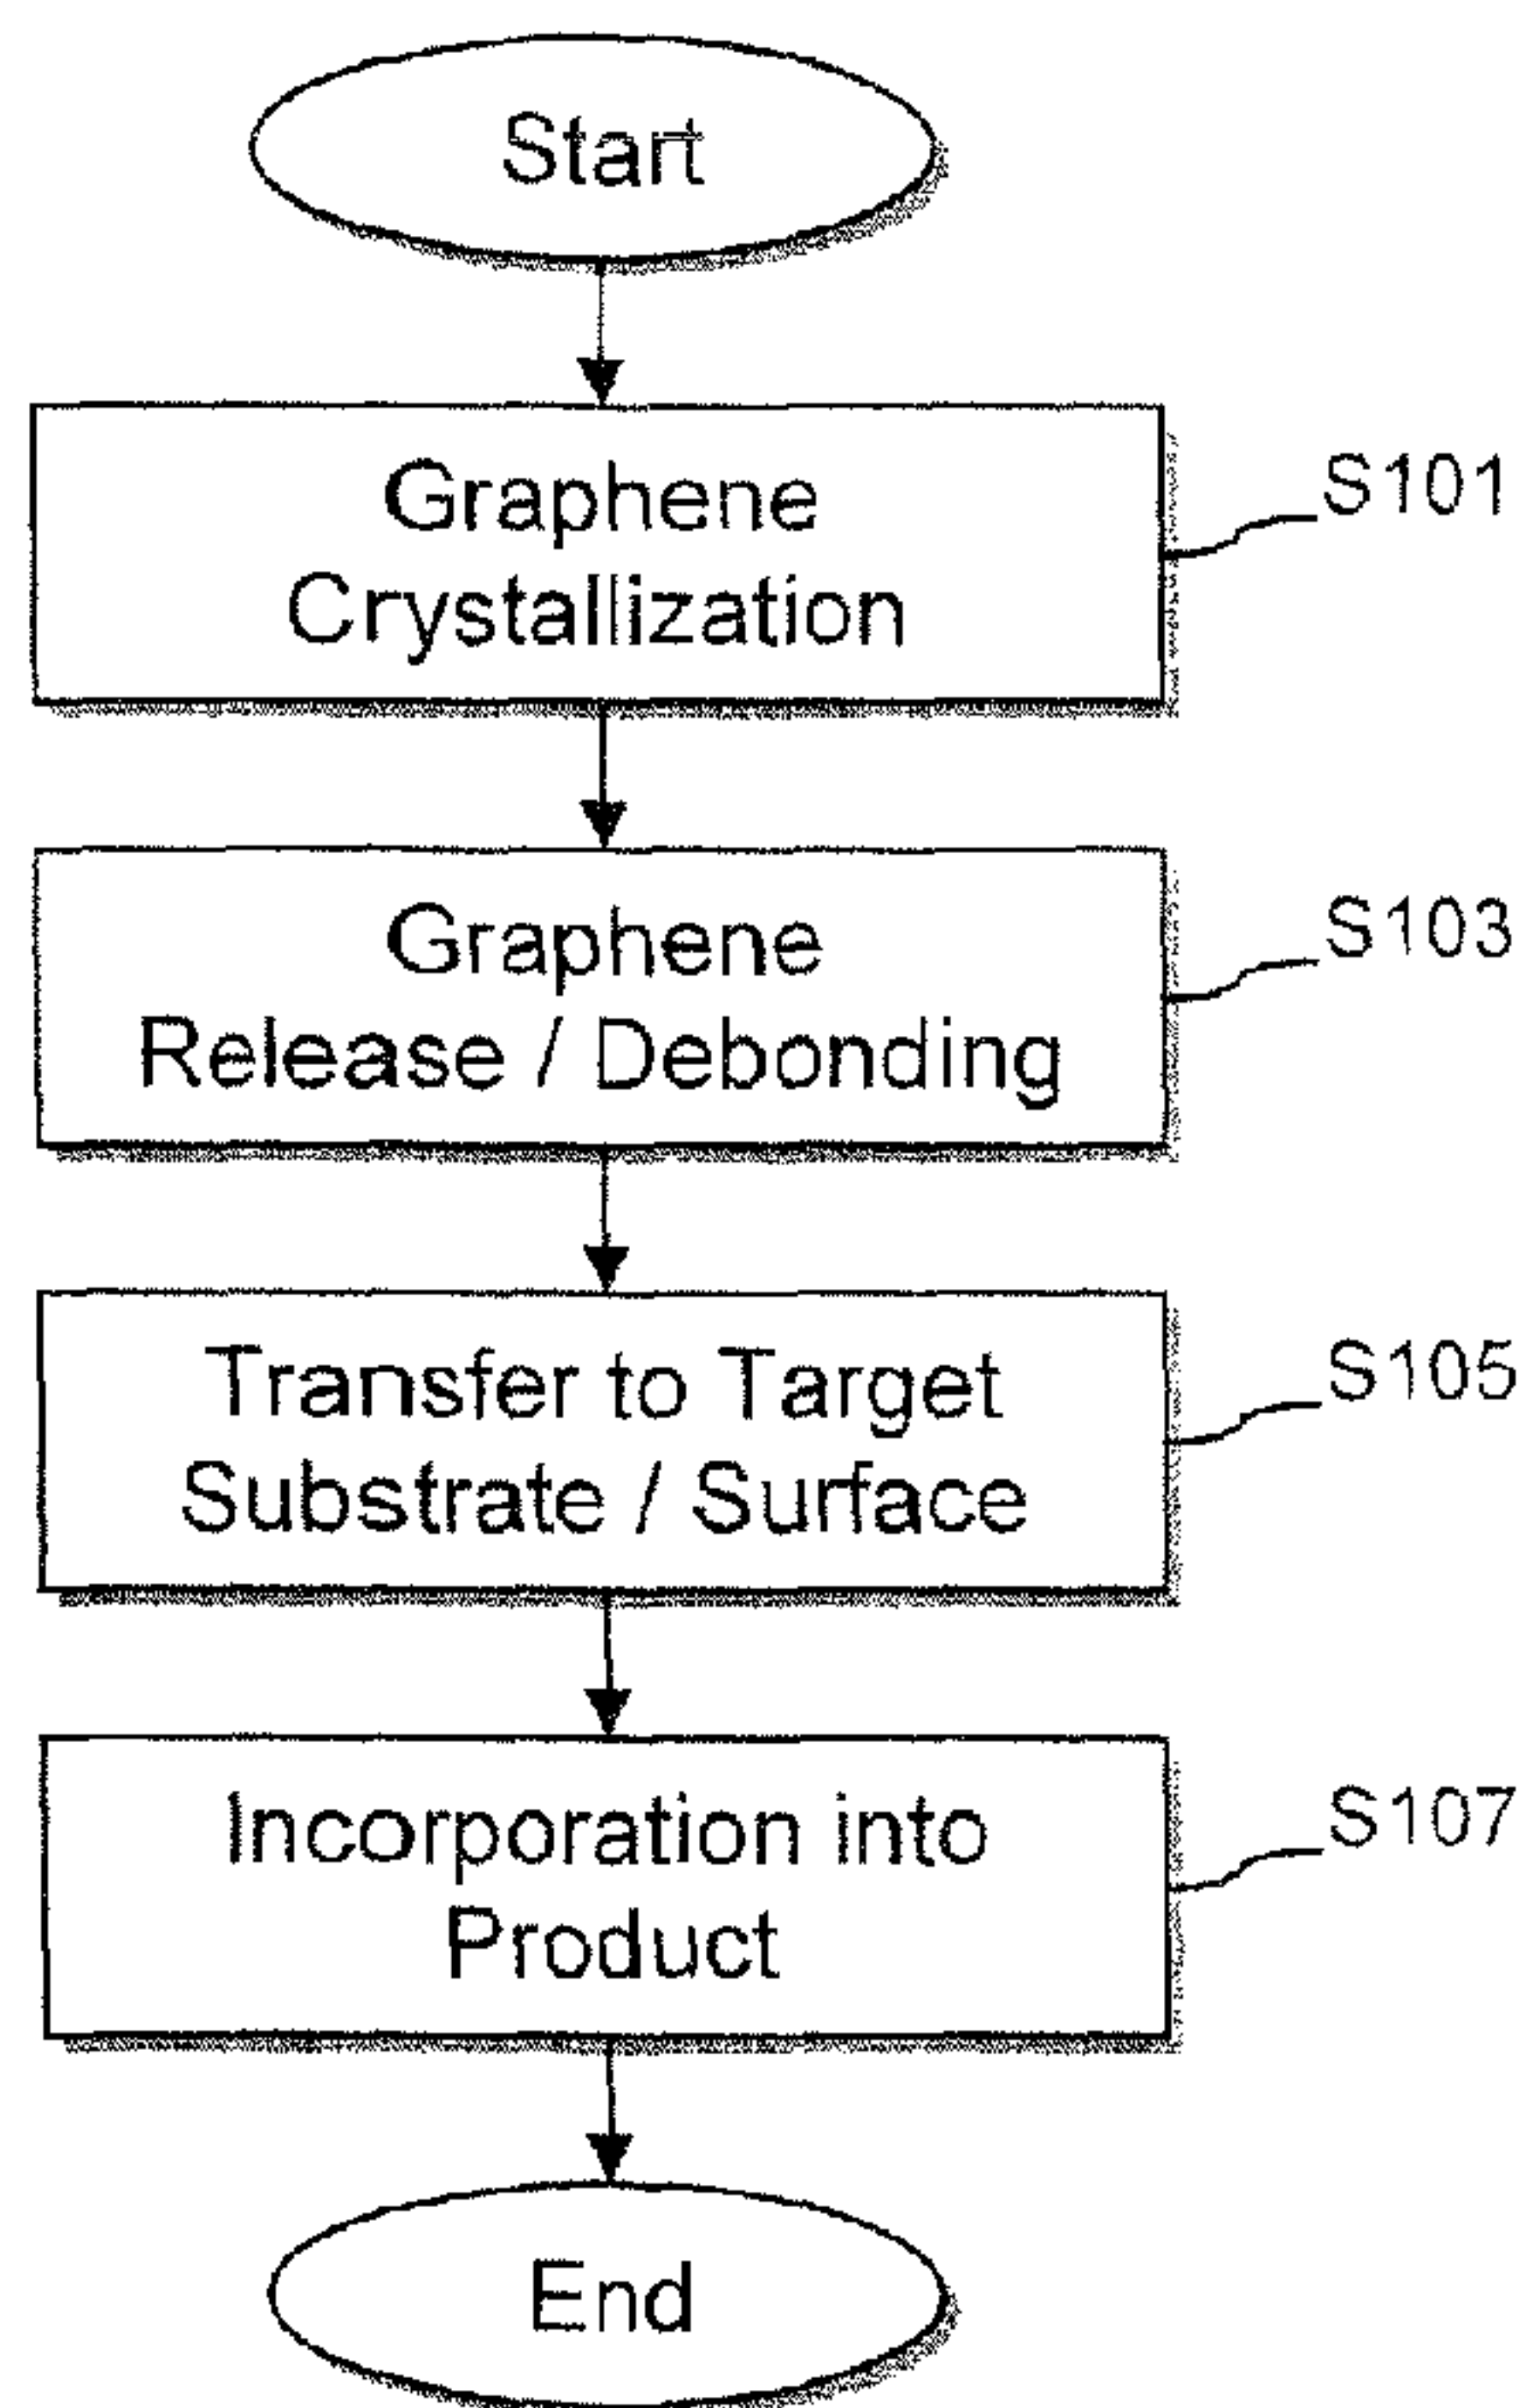 Start
Graphene
Crystallization
S101
Graphene
Release / Debonding
S103
Transfer to Target
Substrate / Surface
S105
Incorporation into
Product
S107
End